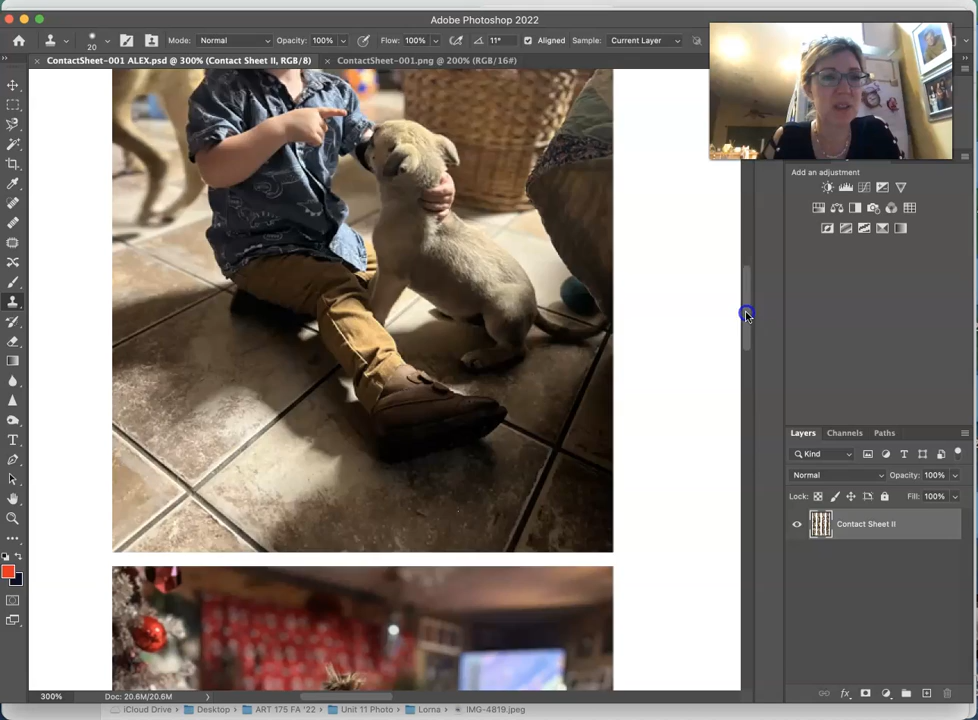 Adobe Photoshop 2022
20 Mode: Normal Opacity: 100% Flow: 100% 11° Aligned Sample: Current Layer
ContactSheet-001 ALEX.psd @ 300% (Contact Sheet II, RGB/8) ContactSheet-001.png @ 200% (RGB/16#)
Add an adjustment
Layers Channels Paths
Kind
Normal Opacity: 100%
Lock: Fill: 100%
Contact Sheet II
300% Doc: 20.6M/20.6M
iCloud Drive Desktop ART 175 FA '22 Unit 11 Photo Lorna IMG-4819.jpeg